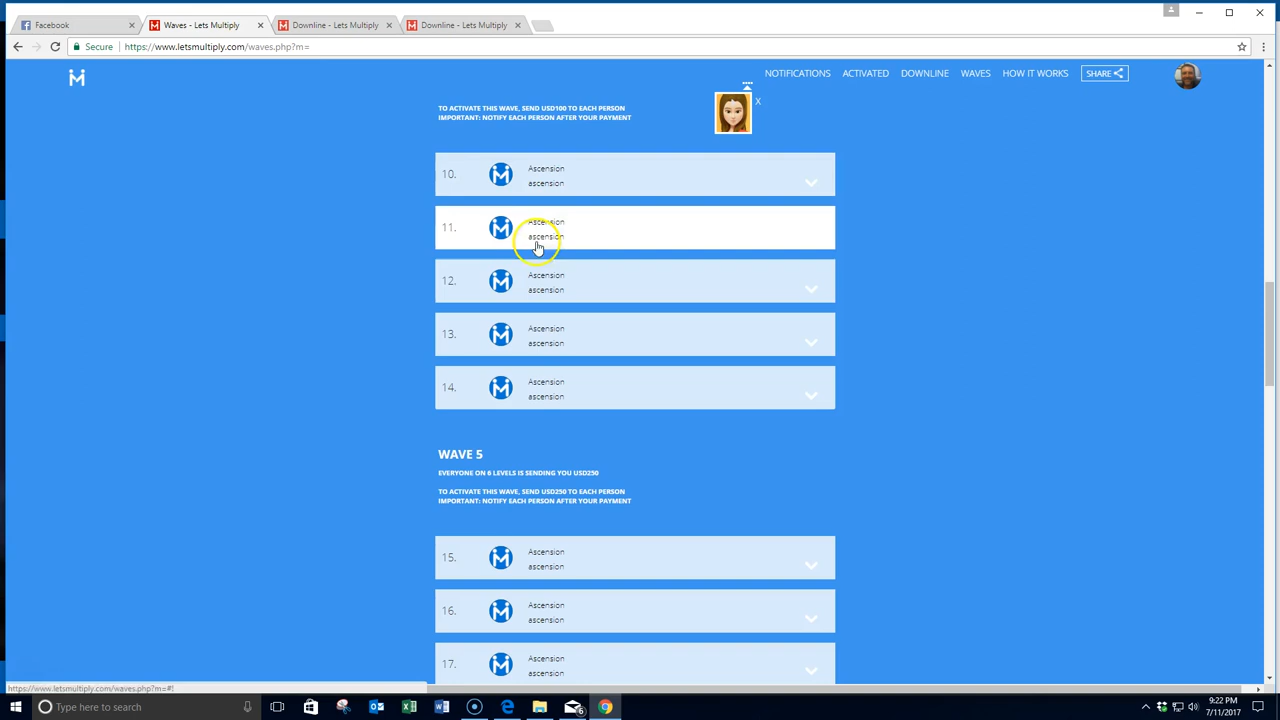 Facebook
Waves - Lets Multiply
Downline - Lets Multiply
Downline - Lets Multiply
Secure
https://www.letsmultiply.com/waves.php?m=
NOTIFICATIONS
ACTIVATED
DOWNLINE
WAVES
HOW IT WORKS
SHARE
X
TO ACTIVATE THIS WAVE, SEND USD100 TO EACH PERSON
IMPORTANT: NOTIFY EACH PERSON AFTER YOUR PAYMENT
10.
Ascension
ascension
11.
Ascension
ascension
12.
Ascension
ascension
13.
Ascension
ascension
14.
Ascension
ascension
WAVE 5
EVERYONE ON 6 LEVELS IS SENDING YOU USD250
TO ACTIVATE THIS WAVE, SEND USD250 TO EACH PERSON
IMPORTANT: NOTIFY EACH PERSON AFTER YOUR PAYMENT
15.
Ascension
ascension
16.
Ascension
ascension
17.
Ascension
ascension
https://www.letsmultiply.com/waves.php?m=#!
Type here to search
9:22 PM
7/11/2017